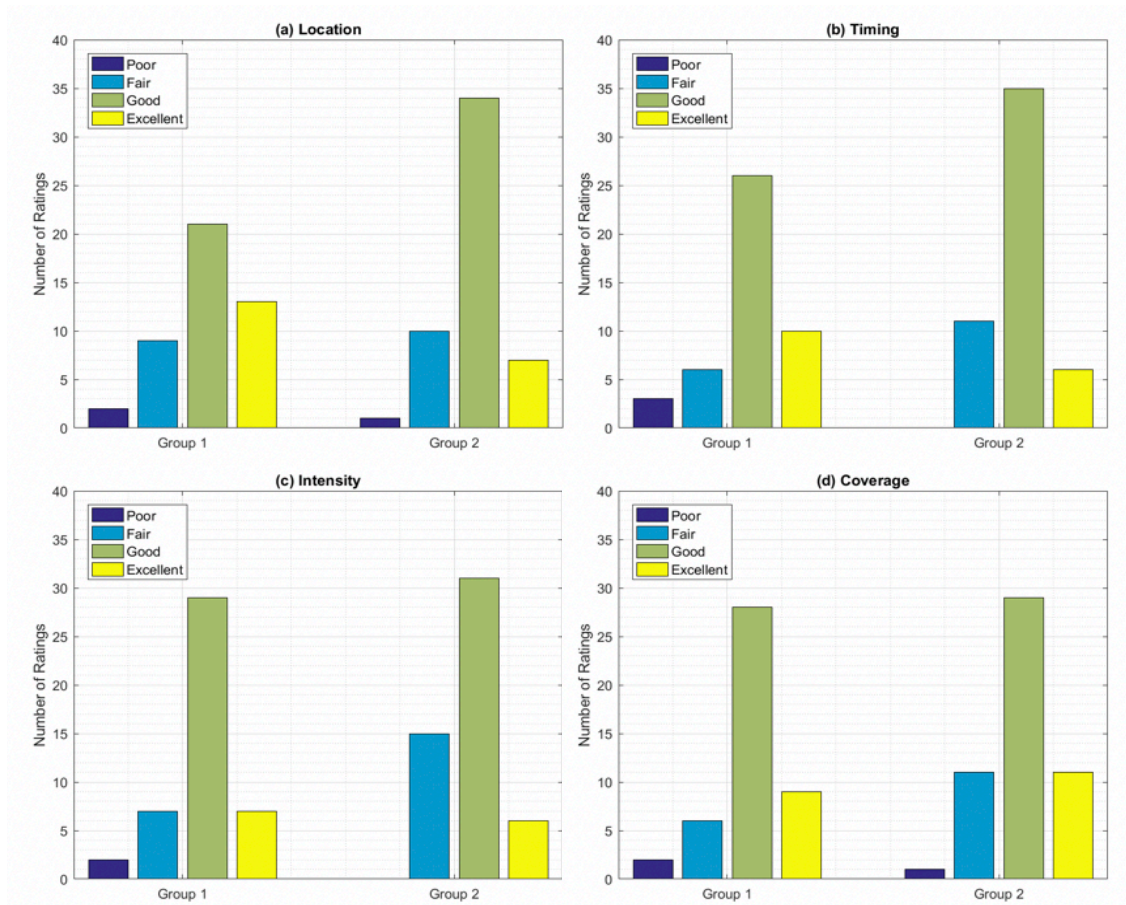 (a) Location
40
35
30
25
20
15
10
5
0
Number of Ratings
Poor
Fair
Good
Excellent
Group 1
Group 2
(b) Timing
40
35
30
25
20
15
10
5
0
Number of Ratings
Poor
Fair
Good
Excellent
Group 1
Group 2
(c) Intensity
40
35
30
25
20
15
10
5
0
Number of Ratings
Poor
Fair
Good
Excellent
Group 1
Group 2
(d) Coverage
40
35
30
25
20
15
10
5
0
Number of Ratings
Poor
Fair
Good
Excellent
Group 1
Group 2